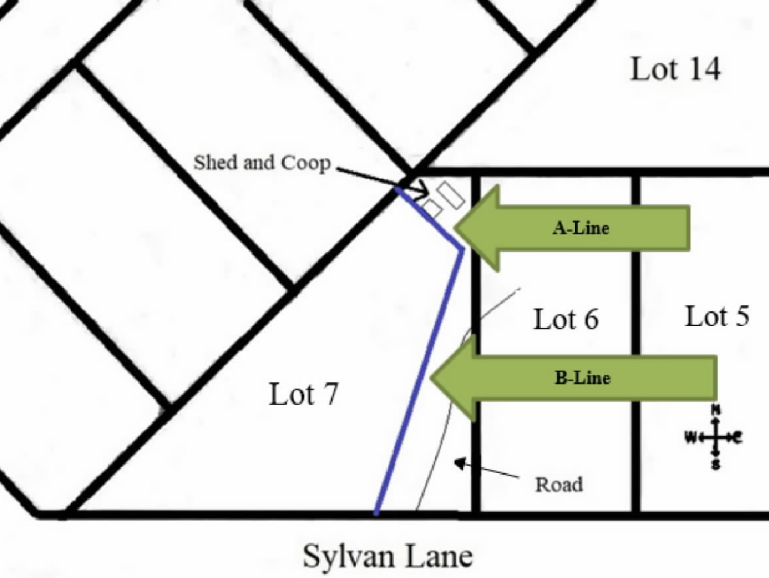 Lot 14
Shed and Coop
A-Line
Lot 6
Lot 5
B-Line
Lot 7
N
W E
S
Road
Sylvan Lane